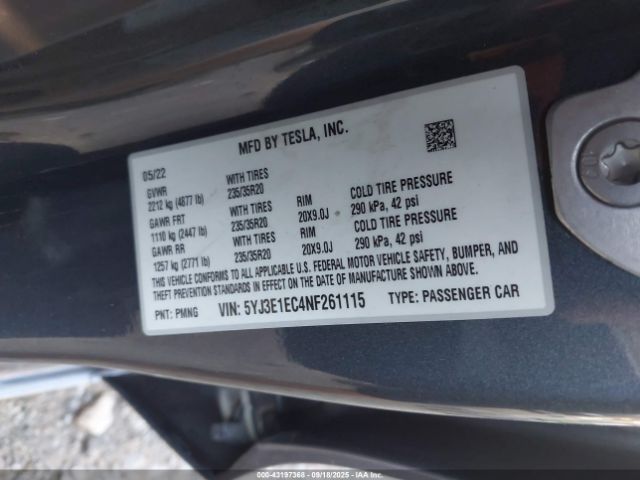 MFD BY TESLA, INC.
05/22
GVWR WITH TIRES
2212 kg (4877 lb) 235/35R20 RIM COLD TIRE PRESSURE
GAWR FRT WITH TIRES 20X9.0J 290 kPa, 42 psi
1110 kg (2447 lb) 235/35R20 RIM COLD TIRE PRESSURE
GAWR RR WITH TIRES 20X9.0J 290 kPa, 42 psi
1257 kg (2771 lb) 235/35R20
THIS VEHICLE CONFORMS TO ALL APPLICABLE U.S. FEDERAL MOTOR VEHICLE SAFETY, BUMPER, AND
THEFT PREVENTION STANDARDS IN EFFECT ON THE DATE OF MANUFACTURE SHOWN ABOVE.
PNT: PMNG VIN: 5YJ3E1EC4NF261115 TYPE: PASSENGER CAR
000-43197368 - 09/18/2025 - IAAI.COM